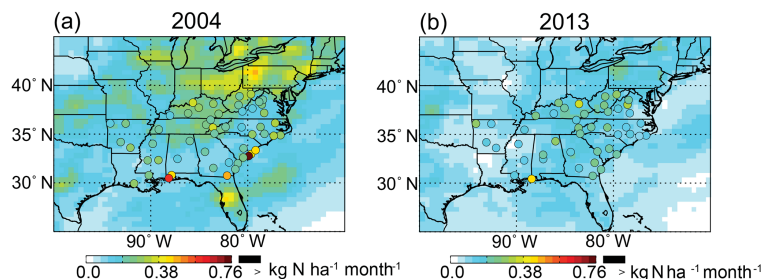 (a) 2004 (b) 2013
40° N 40° N
35° N 35° N
30° N 30° N
90° W 80° W 90° W 80° W
0.0 0.38 0.76 > kg N ha⁻¹ month⁻¹ 0.0 0.38 0.76 > kg N ha⁻¹ month⁻¹